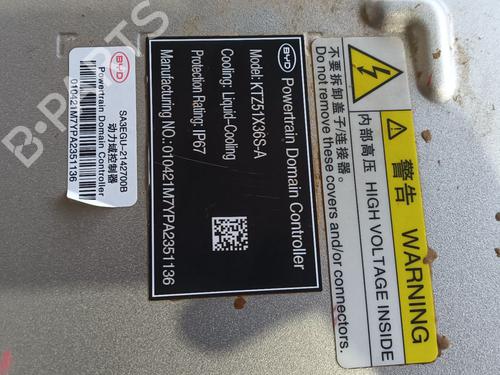 BYD
SA3EGU-2142700B
动力域控制器
Powertrain Domain Controller
010421M7YPA2351136
BYD
Powertrain Domain Controller
Model: KTZ51X36S-A
Cooling: Liquid-Cooling
Protection Rating: IP67
Manufacturing NO.: 010421M77YPA2351136
警告 WARNING
内部高压 HIGH VOLTAGE INSIDE
不要拆卸盖子/连接器.
Do not remove these covers and/or connectors.
B-PARTS